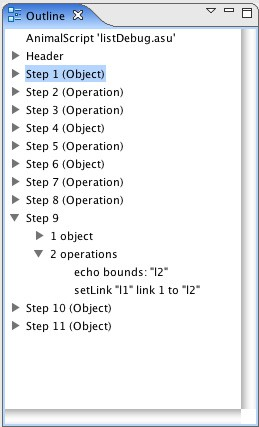 Outline
AnimalScript 'listDebug.asu'
Header
Step 1 (Object)
Step 2 (Operation)
Step 3 (Operation)
Step 4 (Object)
Step 5 (Operation)
Step 6 (Object)
Step 7 (Operation)
Step 8 (Operation)
Step 9
1 object
2 operations
echo bounds: "l2"
setLink "l1" link 1 to "l2"
Step 10 (Object)
Step 11 (Object)